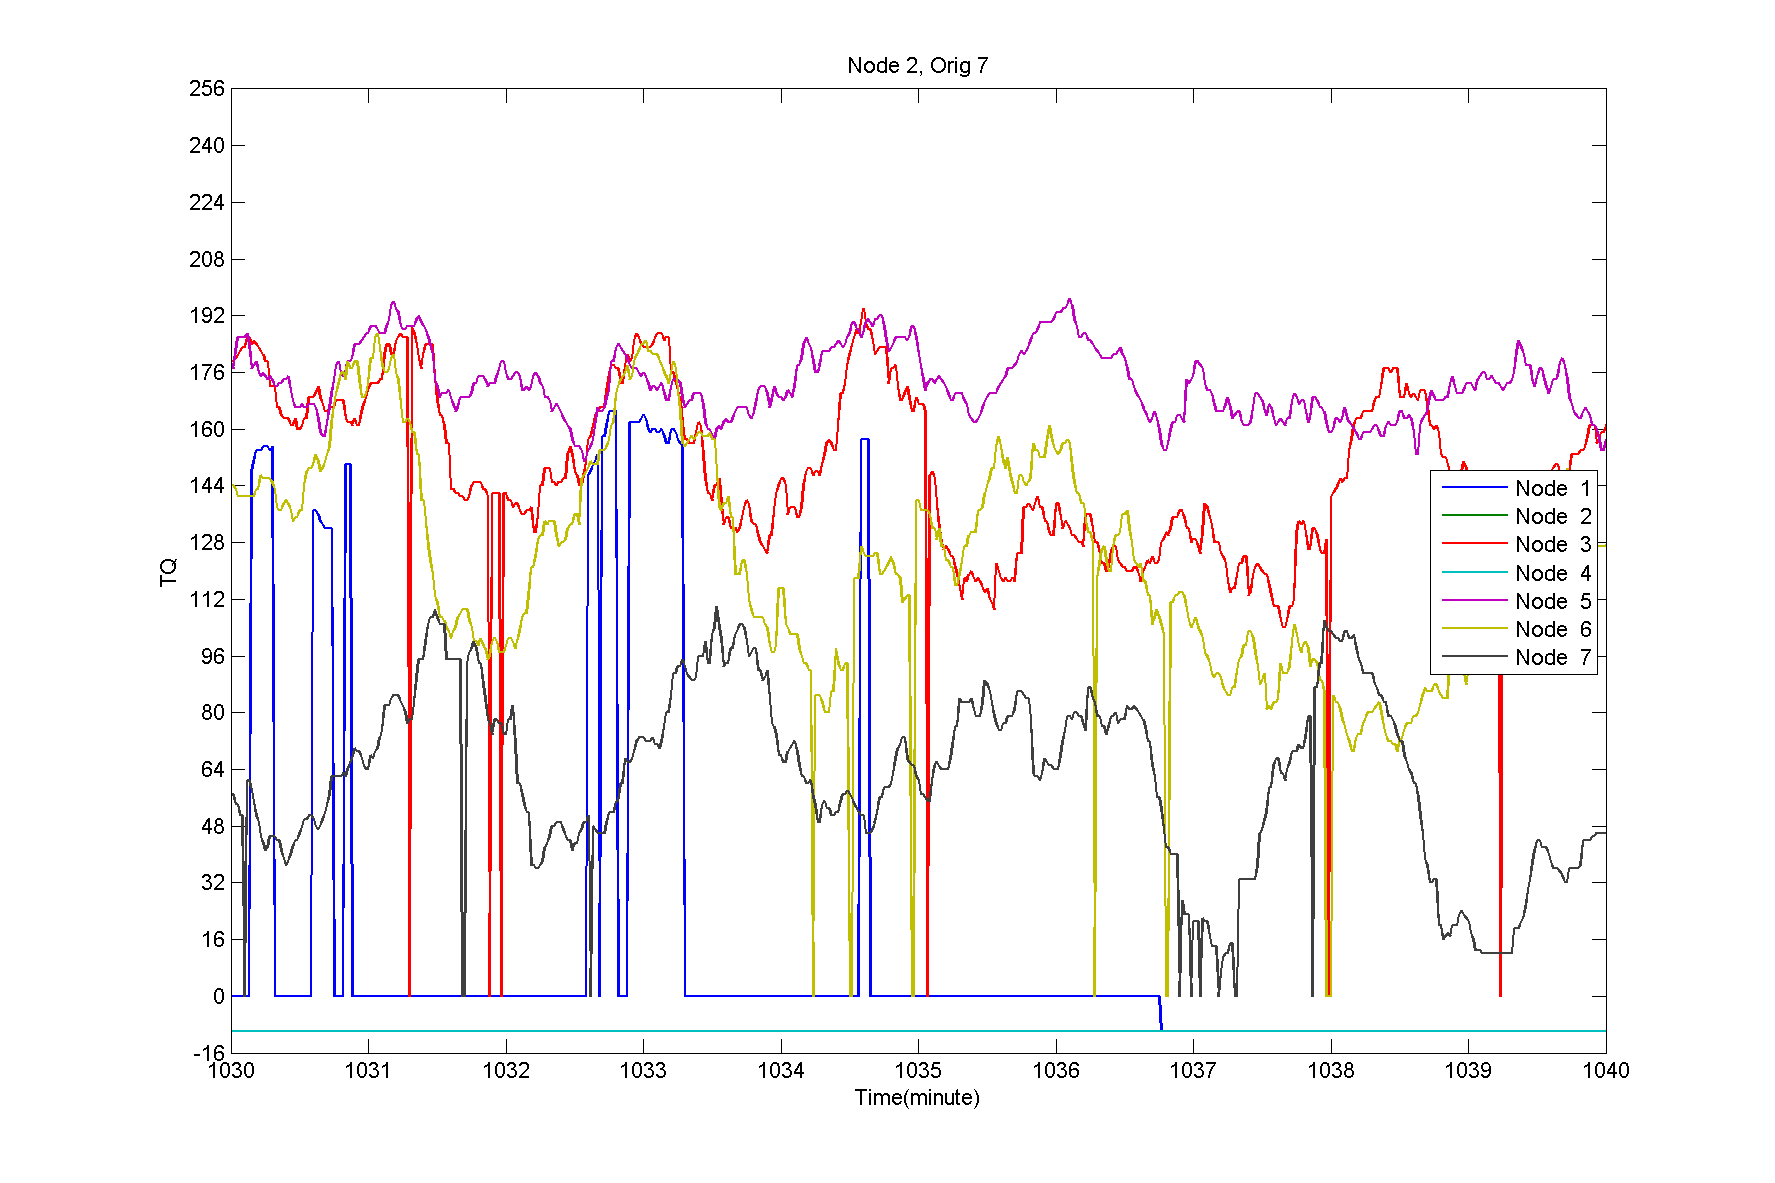 Node 2, Orig 7
256
240
224
208
192
176
160
144
128
112
96
80
64
48
32
16
0
-16
TQ
1030 1031 1032 1033 1034 1035 1036 1037 1038 1039 1040
Time(minute)
Node 1
Node 2
Node 3
Node 4
Node 5
Node 6
Node 7